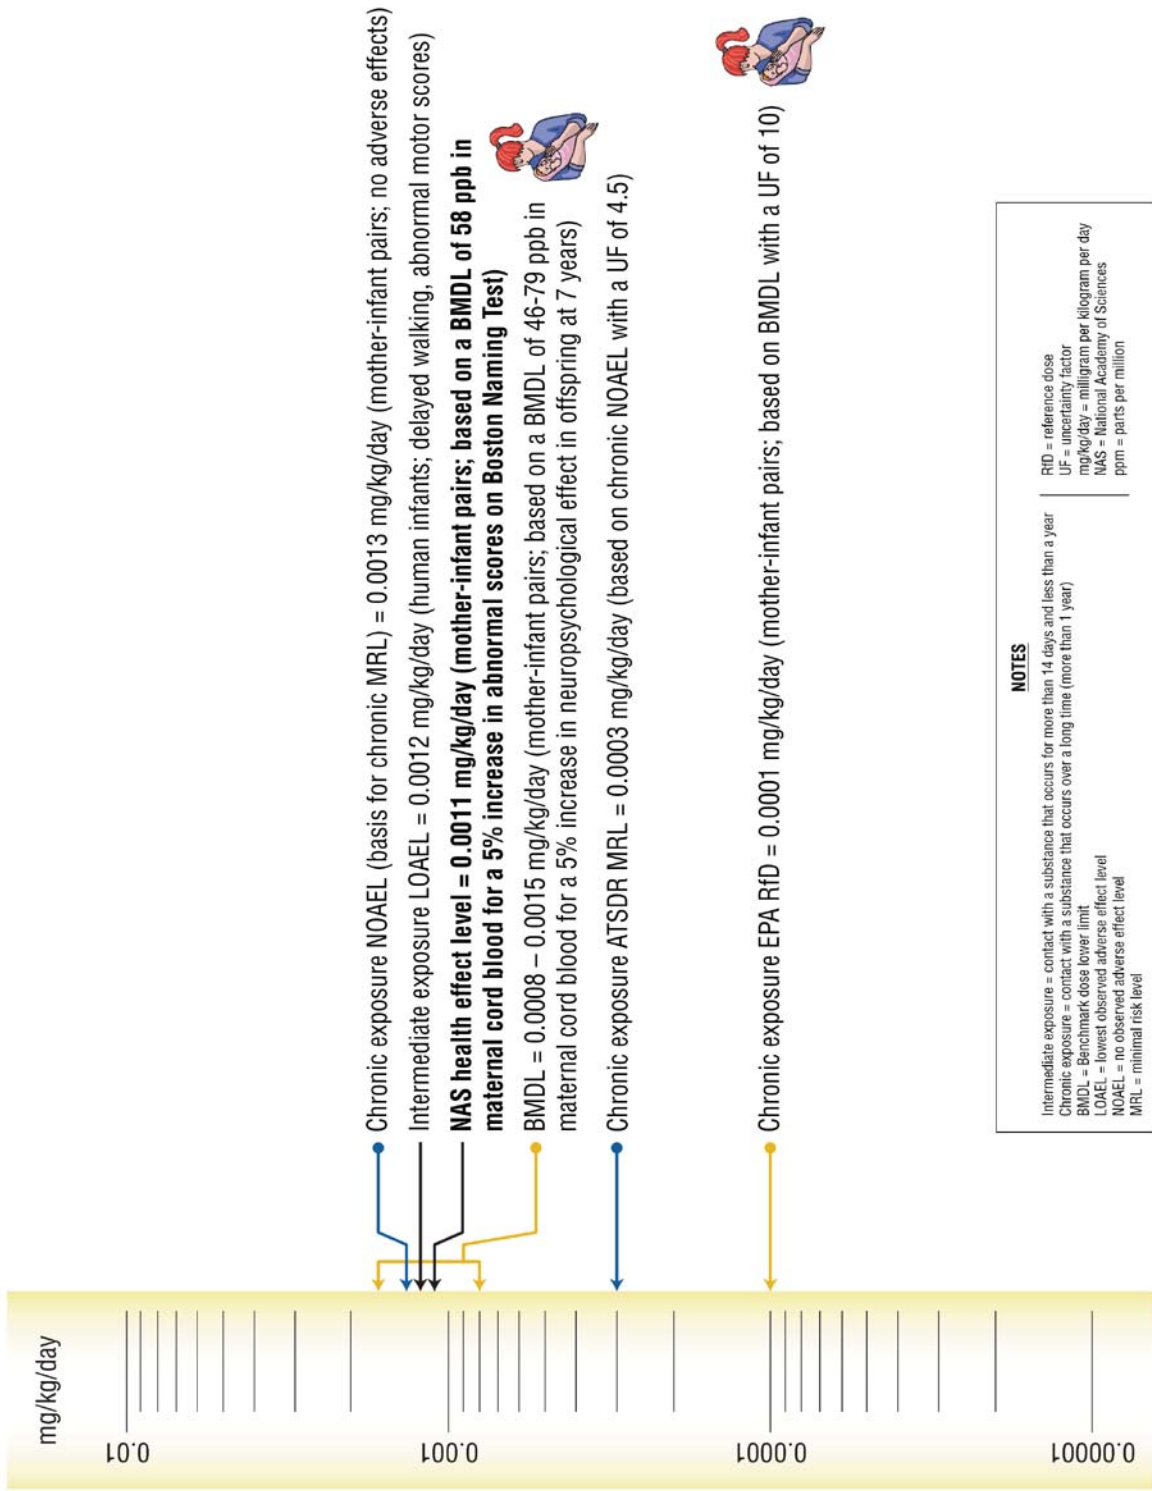 mg/kg/day
0.01
0.001
0.0001
0.00001
Chronic exposure NOAEL (basis for chronic MRL) = 0.0013 mg/kg/day (mother-infant pairs; no adverse effects)
Intermediate exposure LOAEL = 0.0012 mg/kg/day (human infants; delayed walking, abnormal motor scores)
NAS health effect level = 0.0011 mg/kg/day (mother-infant pairs; based on a BMDL of 58 ppb in
maternal cord blood for a 5% increase in abnormal scores on Boston Naming Test)
BMDL = 0.0008 – 0.0015 mg/kg/day (mother-infant pairs; based on a BMDL of 46-79 ppb in
maternal cord blood for a 5% increase in neuropsychological effect in offspring at 7 years)
Chronic exposure ATSDR MRL = 0.0003 mg/kg/day (based on chronic NOAEL with a UF of 4.5)
Chronic exposure EPA RfD = 0.0001 mg/kg/day (mother-infant pairs; based on BMDL with a UF of 10)
NOTES
Intermediate exposure = contact with a substance that occurs for more than 14 days and less than a year
Chronic exposure = contact with a substance that occurs over a long time (more than 1 year)
BMDL = Benchmark dose lower limit
LOAEL = lowest observed adverse effect level
NOAEL = no observed adverse effect level
MRL = minimal risk level
RfD = reference dose
UF = uncertainty factor
mg/kg/day = milligram per kilogram per day
NAS = National Academy of Sciences
ppm = parts per million